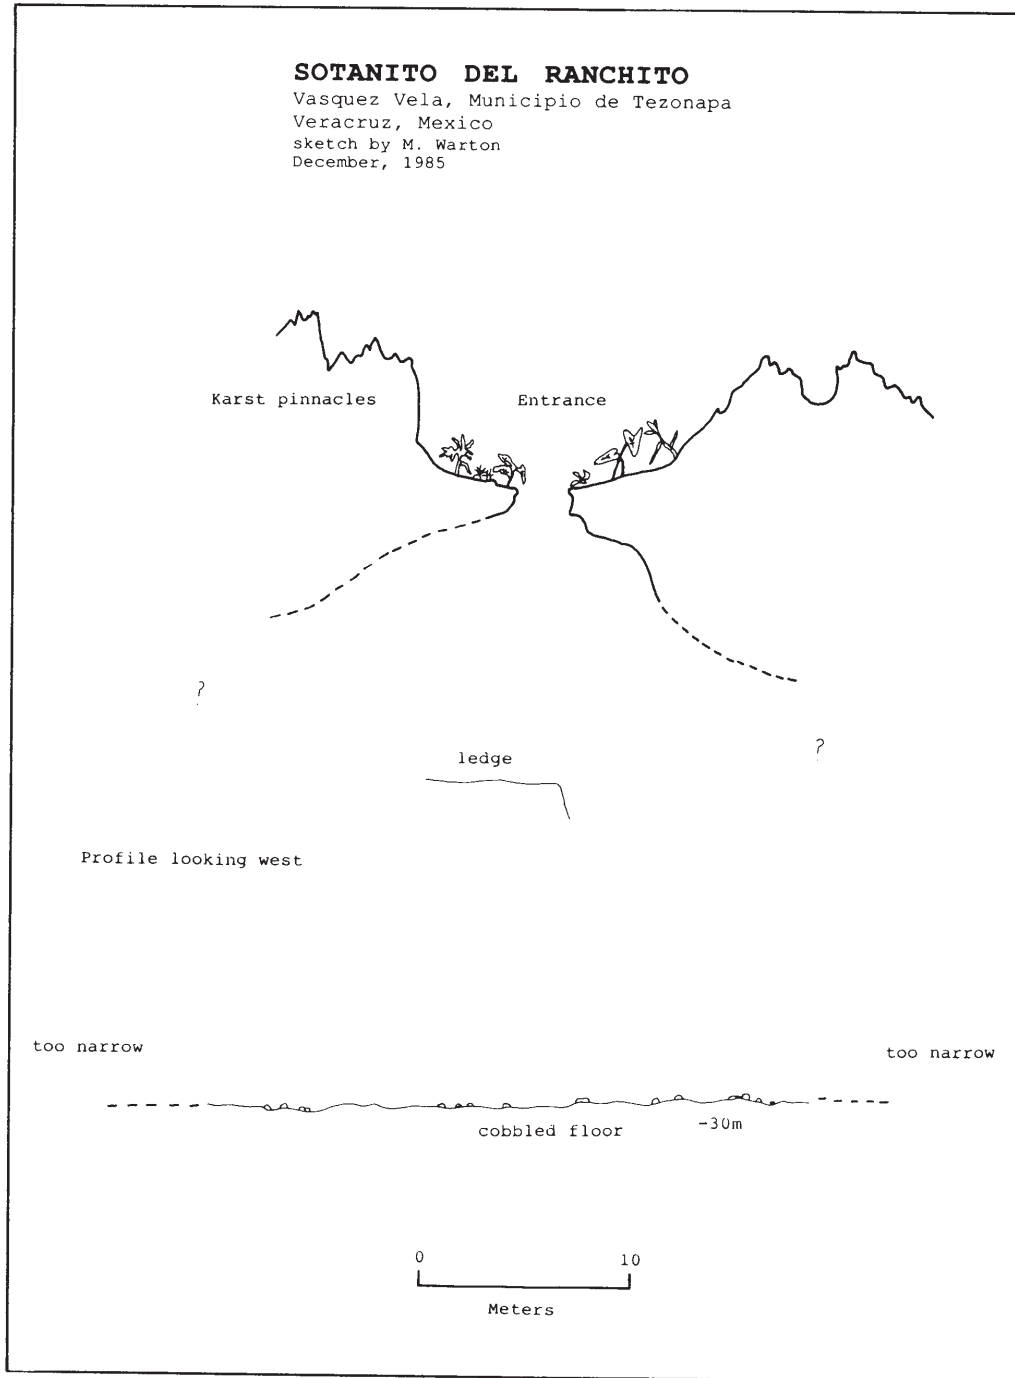 SOTANITO DEL RANCHITO
Vasquez Vela, Municipio de Tezonapa
Veracruz, Mexico
sketch by M. Warton
December, 1985
Karst pinnacles
Entrance
?
?
ledge
Profile looking west
too narrow
too narrow
cobbled floor
-30m
0 10
Meters